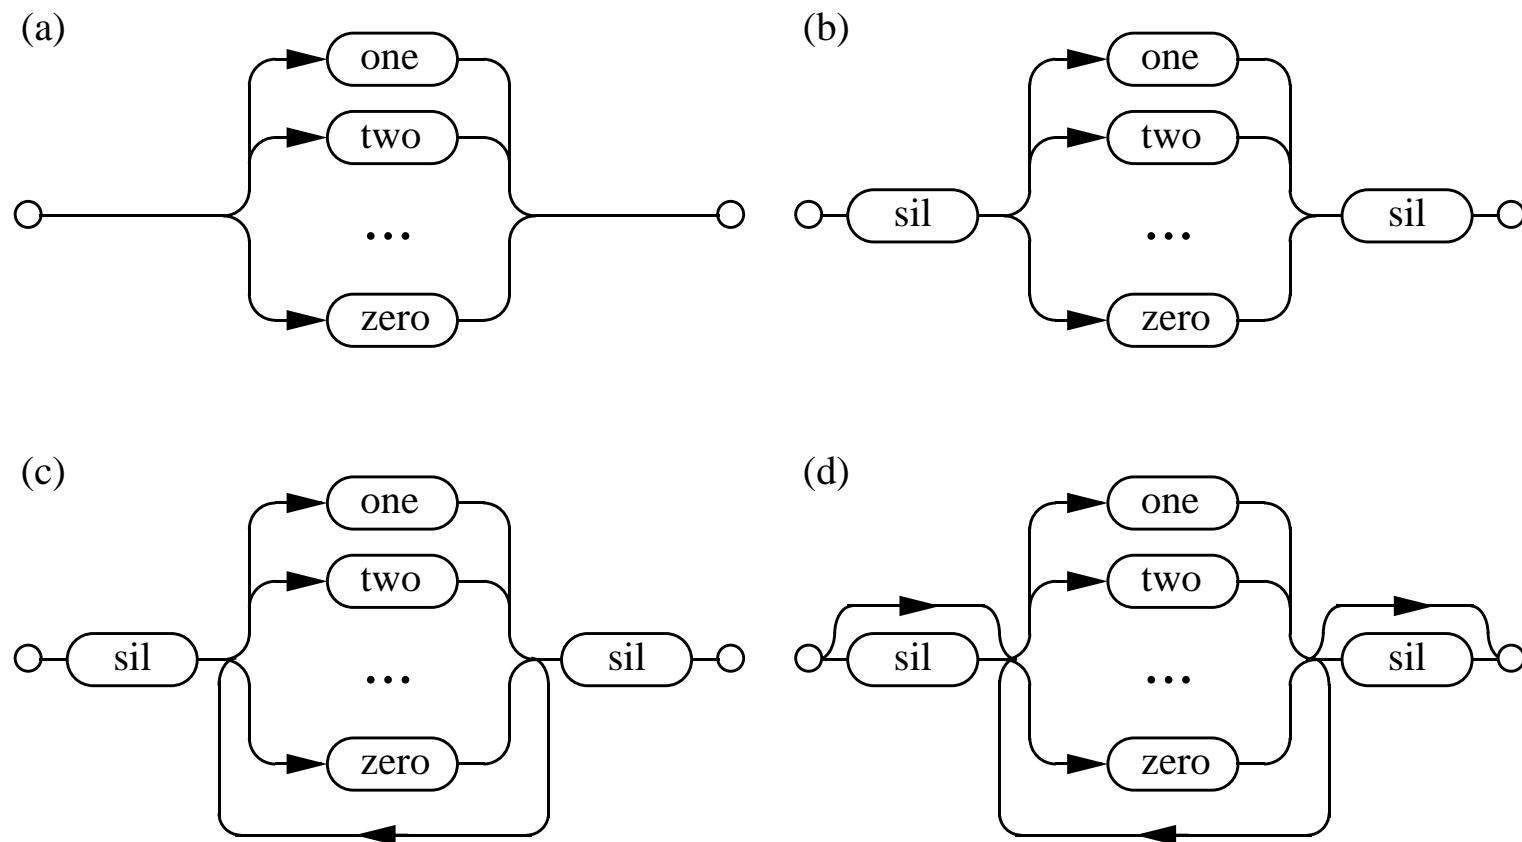 (a)
one
two
...
zero
(b)
one
two
sil
sil
...
zero
(c)
one
two
sil
sil
...
zero
(d)
one
two
sil
sil
...
zero